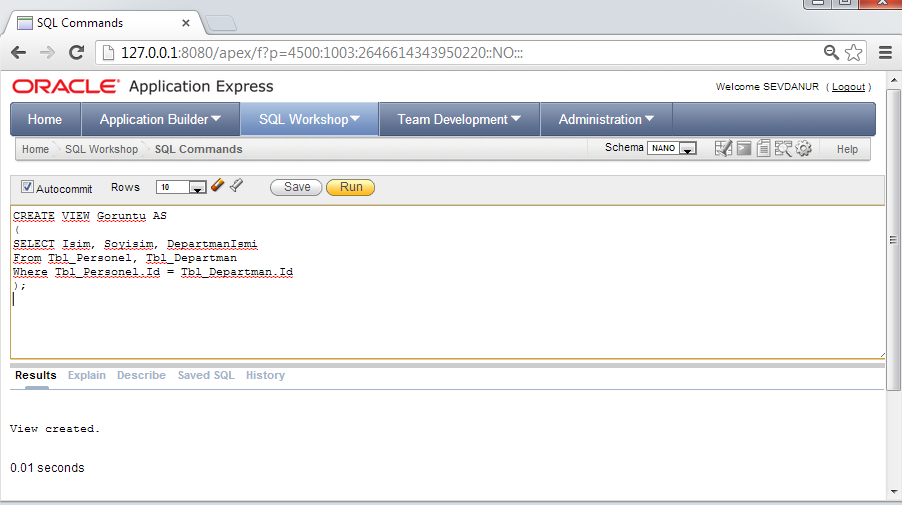 SQL Commands
127.0.0.1:8080/apex/f?p=4500:1003:2646614343950220::NO:::
ORACLE Application Express
Welcome SEVDANUR (Logout)
Home Application Builder SQL Workshop Team Development Administration
Home SQL Workshop SQL Commands Schema NANO Help
Autocommit Rows 10 Save Run
CREATE VIEW Goruntu AS
(
SELECT Isim, Soyisim, DepartmanIsmi
From Tbl_Personel, Tbl_Departman
Where Tbl_Personel.Id = Tbl_Departman.Id
);
Results Explain Describe Saved SQL History
View created.
0.01 seconds